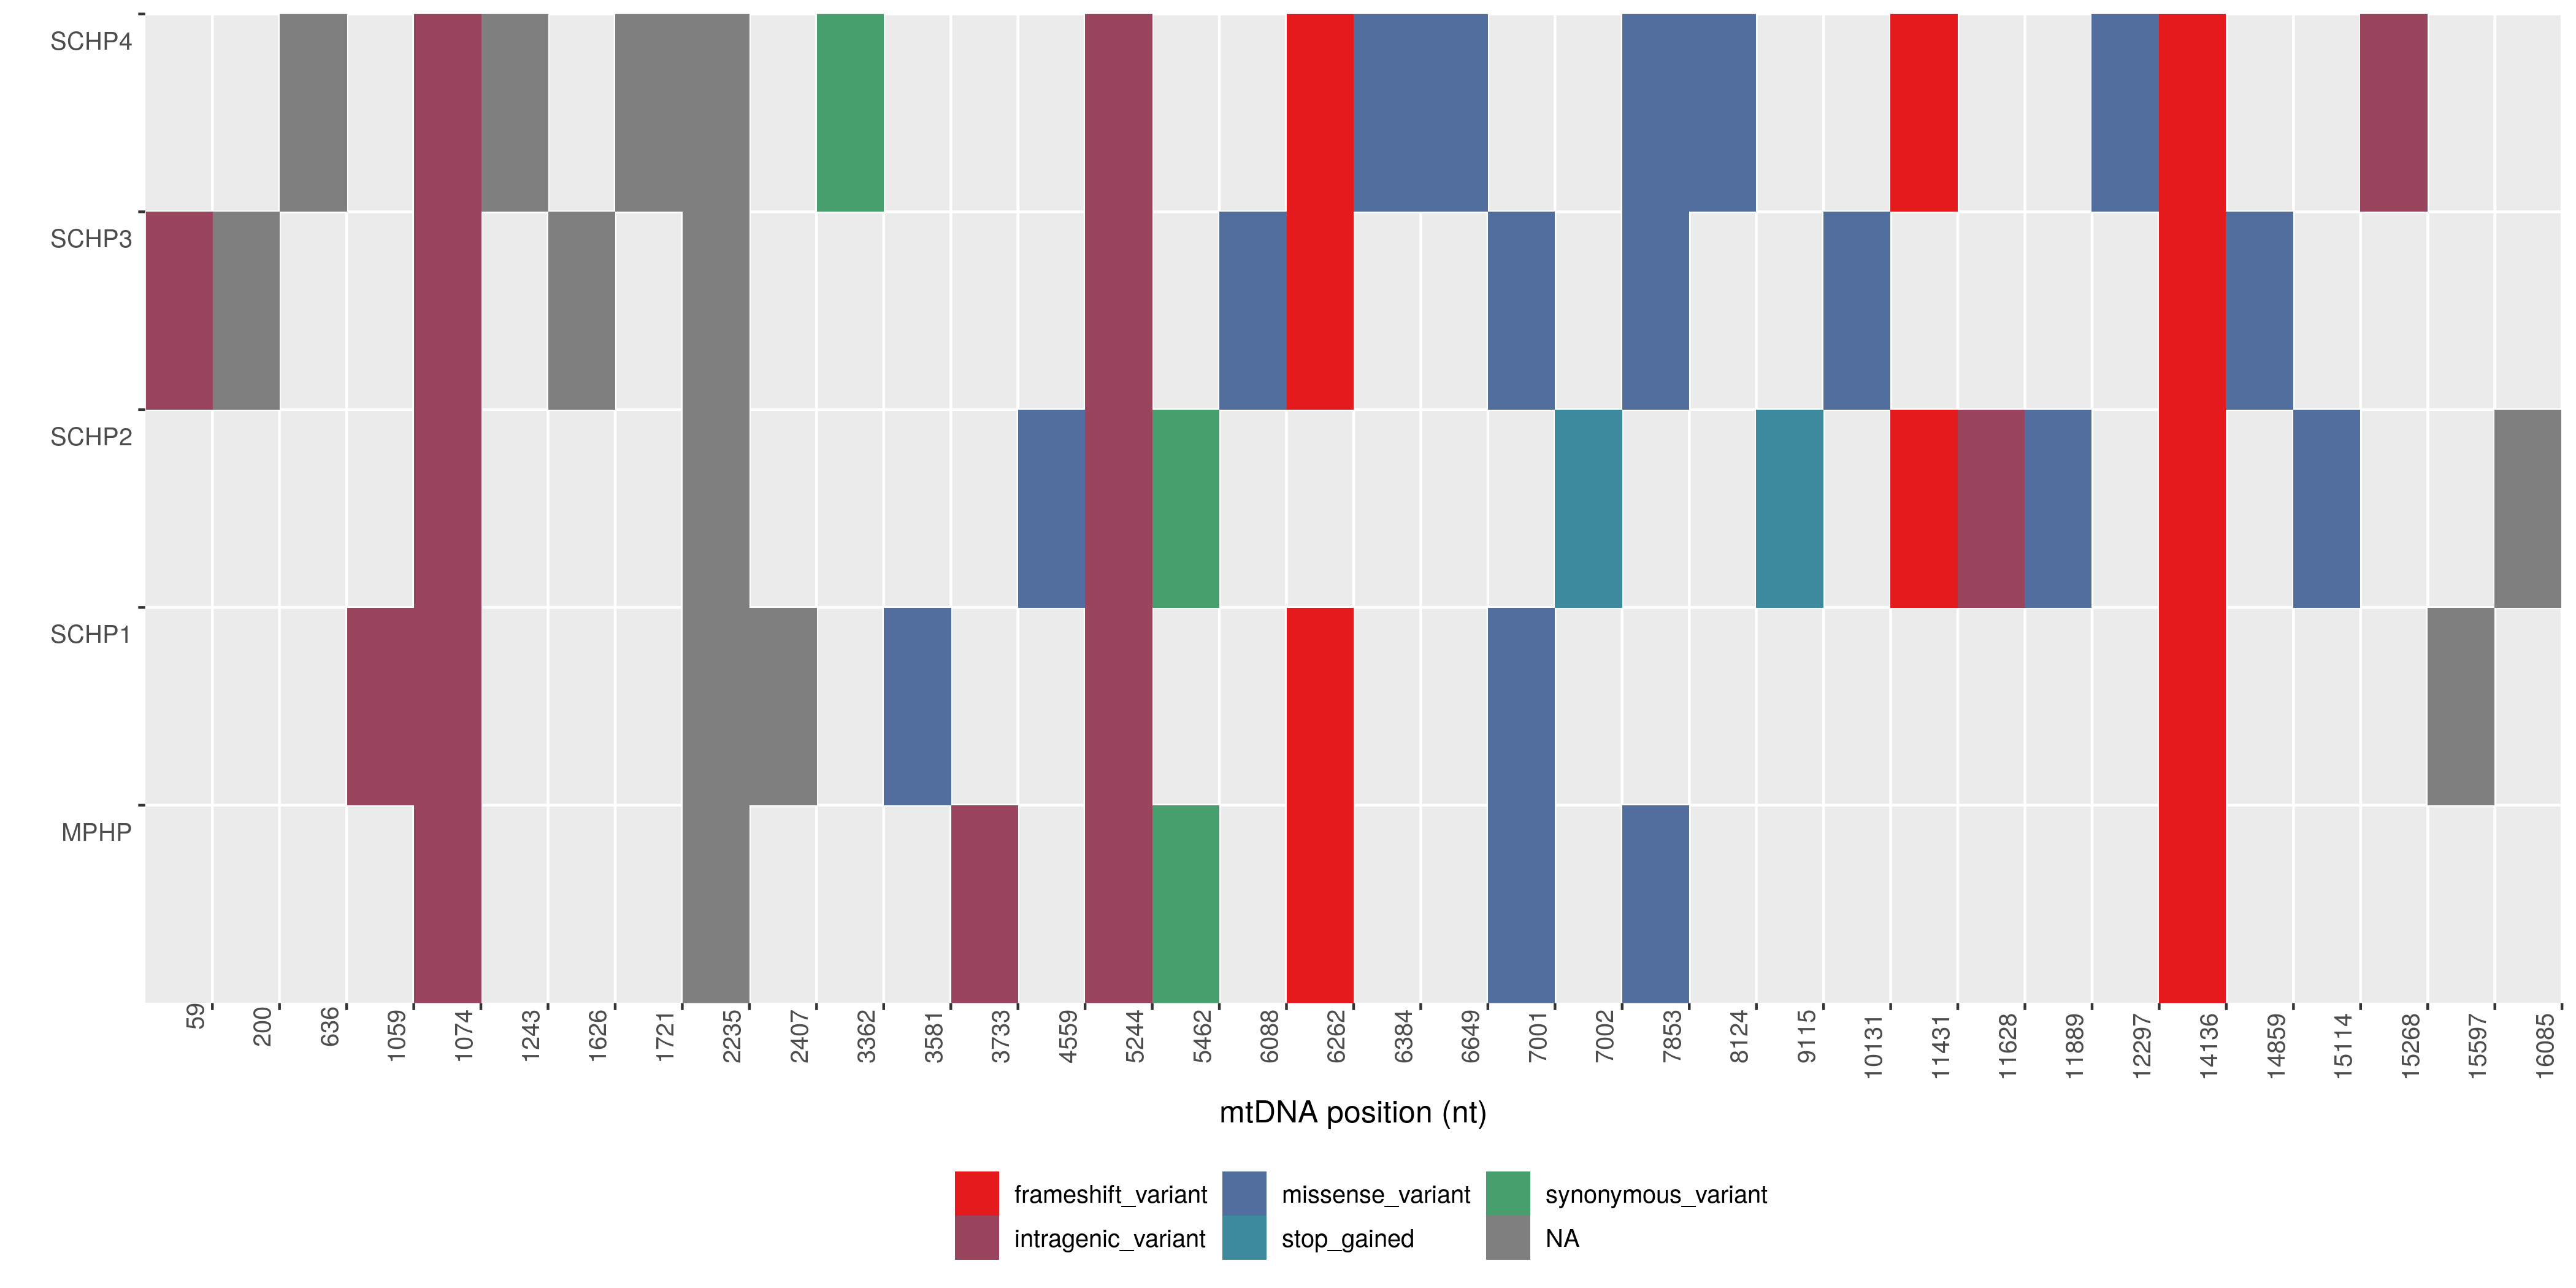 SCHP4
SCHP3
SCHP2
SCHP1
MPHP
59 200 636 1059 1074 1243 1626 1721 2235 2407 3362 3581 3733 4559 5244 5462 6088 6262 6384 6649 7001 7002 7853 8124 9115 10131 11431 11628 11889 12297 14136 14859 15114 15268 15597 16085
mtDNA position (nt)
frameshift_variant missense_variant synonymous_variant
intragenic_variant stop_gained NA